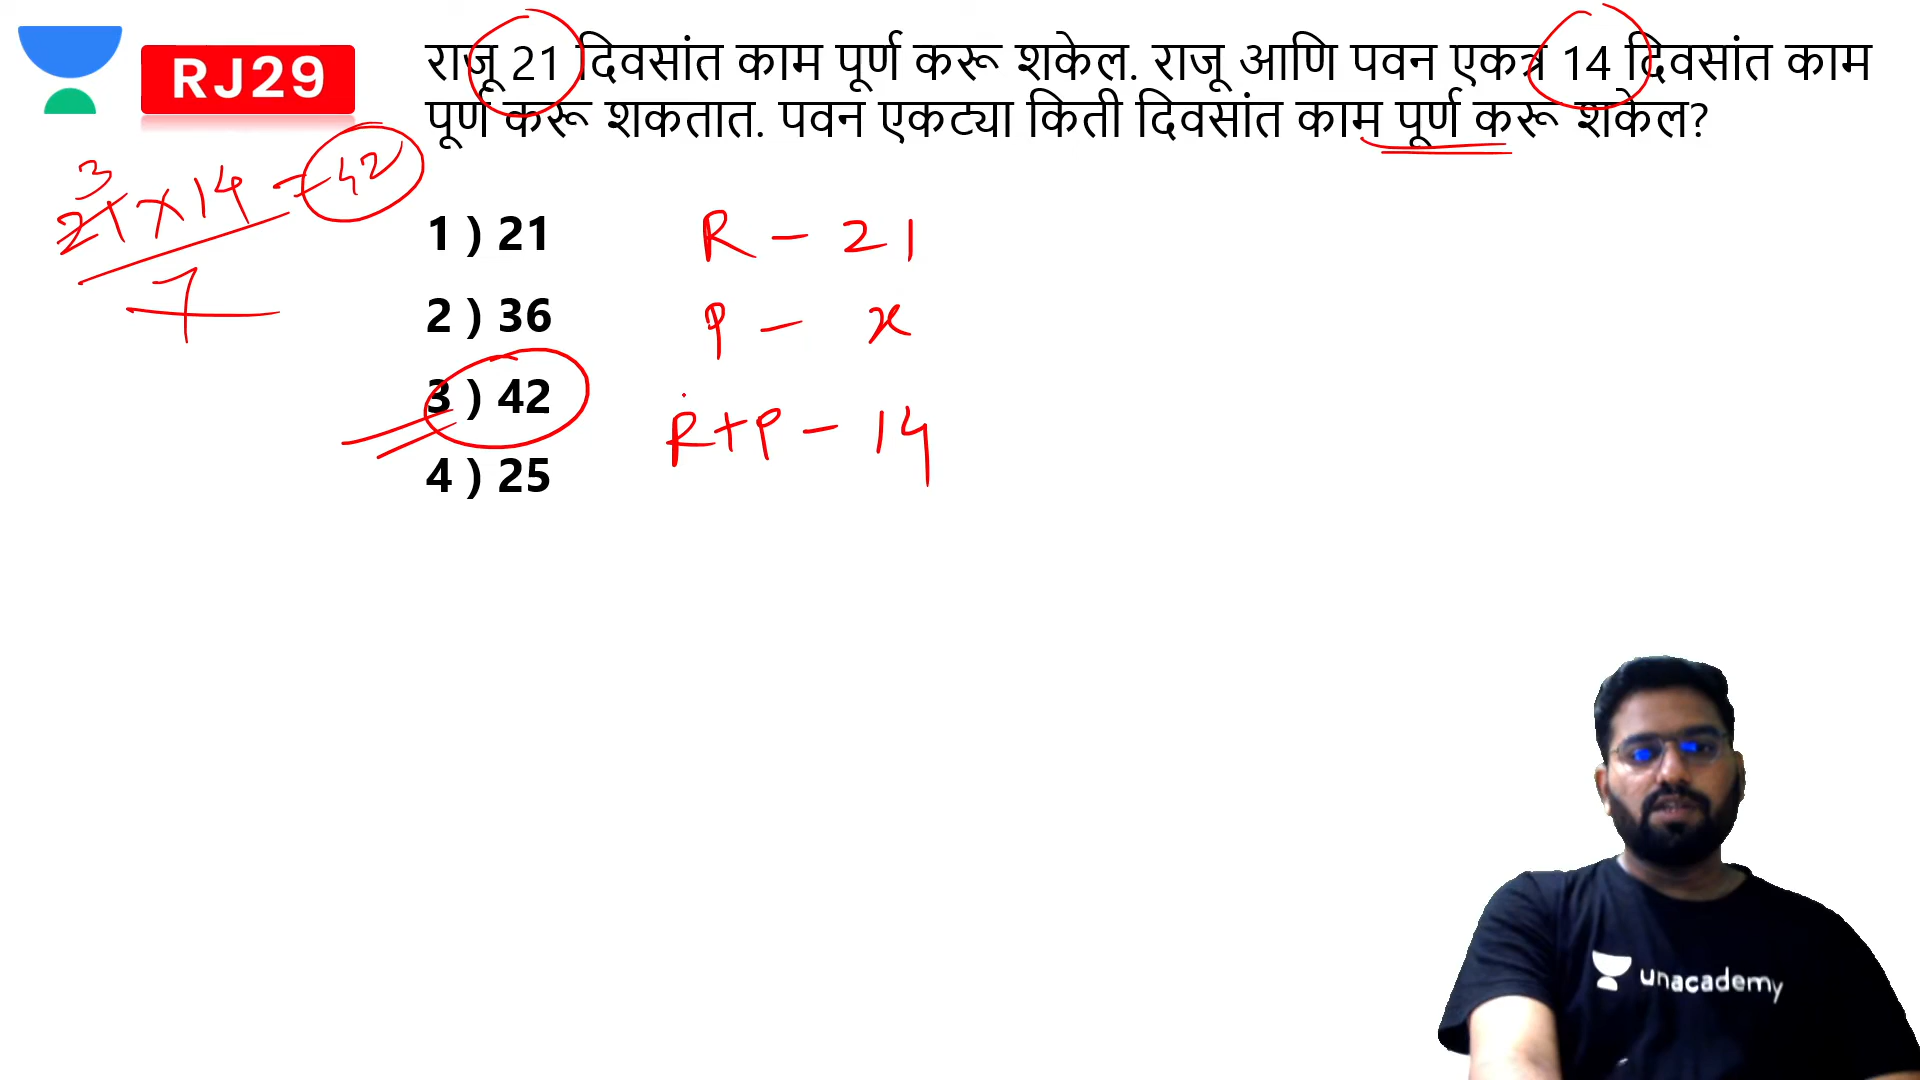 RJ29
राजू 21 दिवसांत काम पूर्ण करू शकेल. राजू आणि पवन एकत्र 14 दिवसांत काम
पूर्ण करू शकतात. पवन एकट्या किती दिवसांत काम पूर्ण करू शकेल?
3
21 x 14 = 42
7
1 ) 21
R - 21
2 ) 36
P - x
3 ) 42
R+P - 14
4 ) 25
unacademy